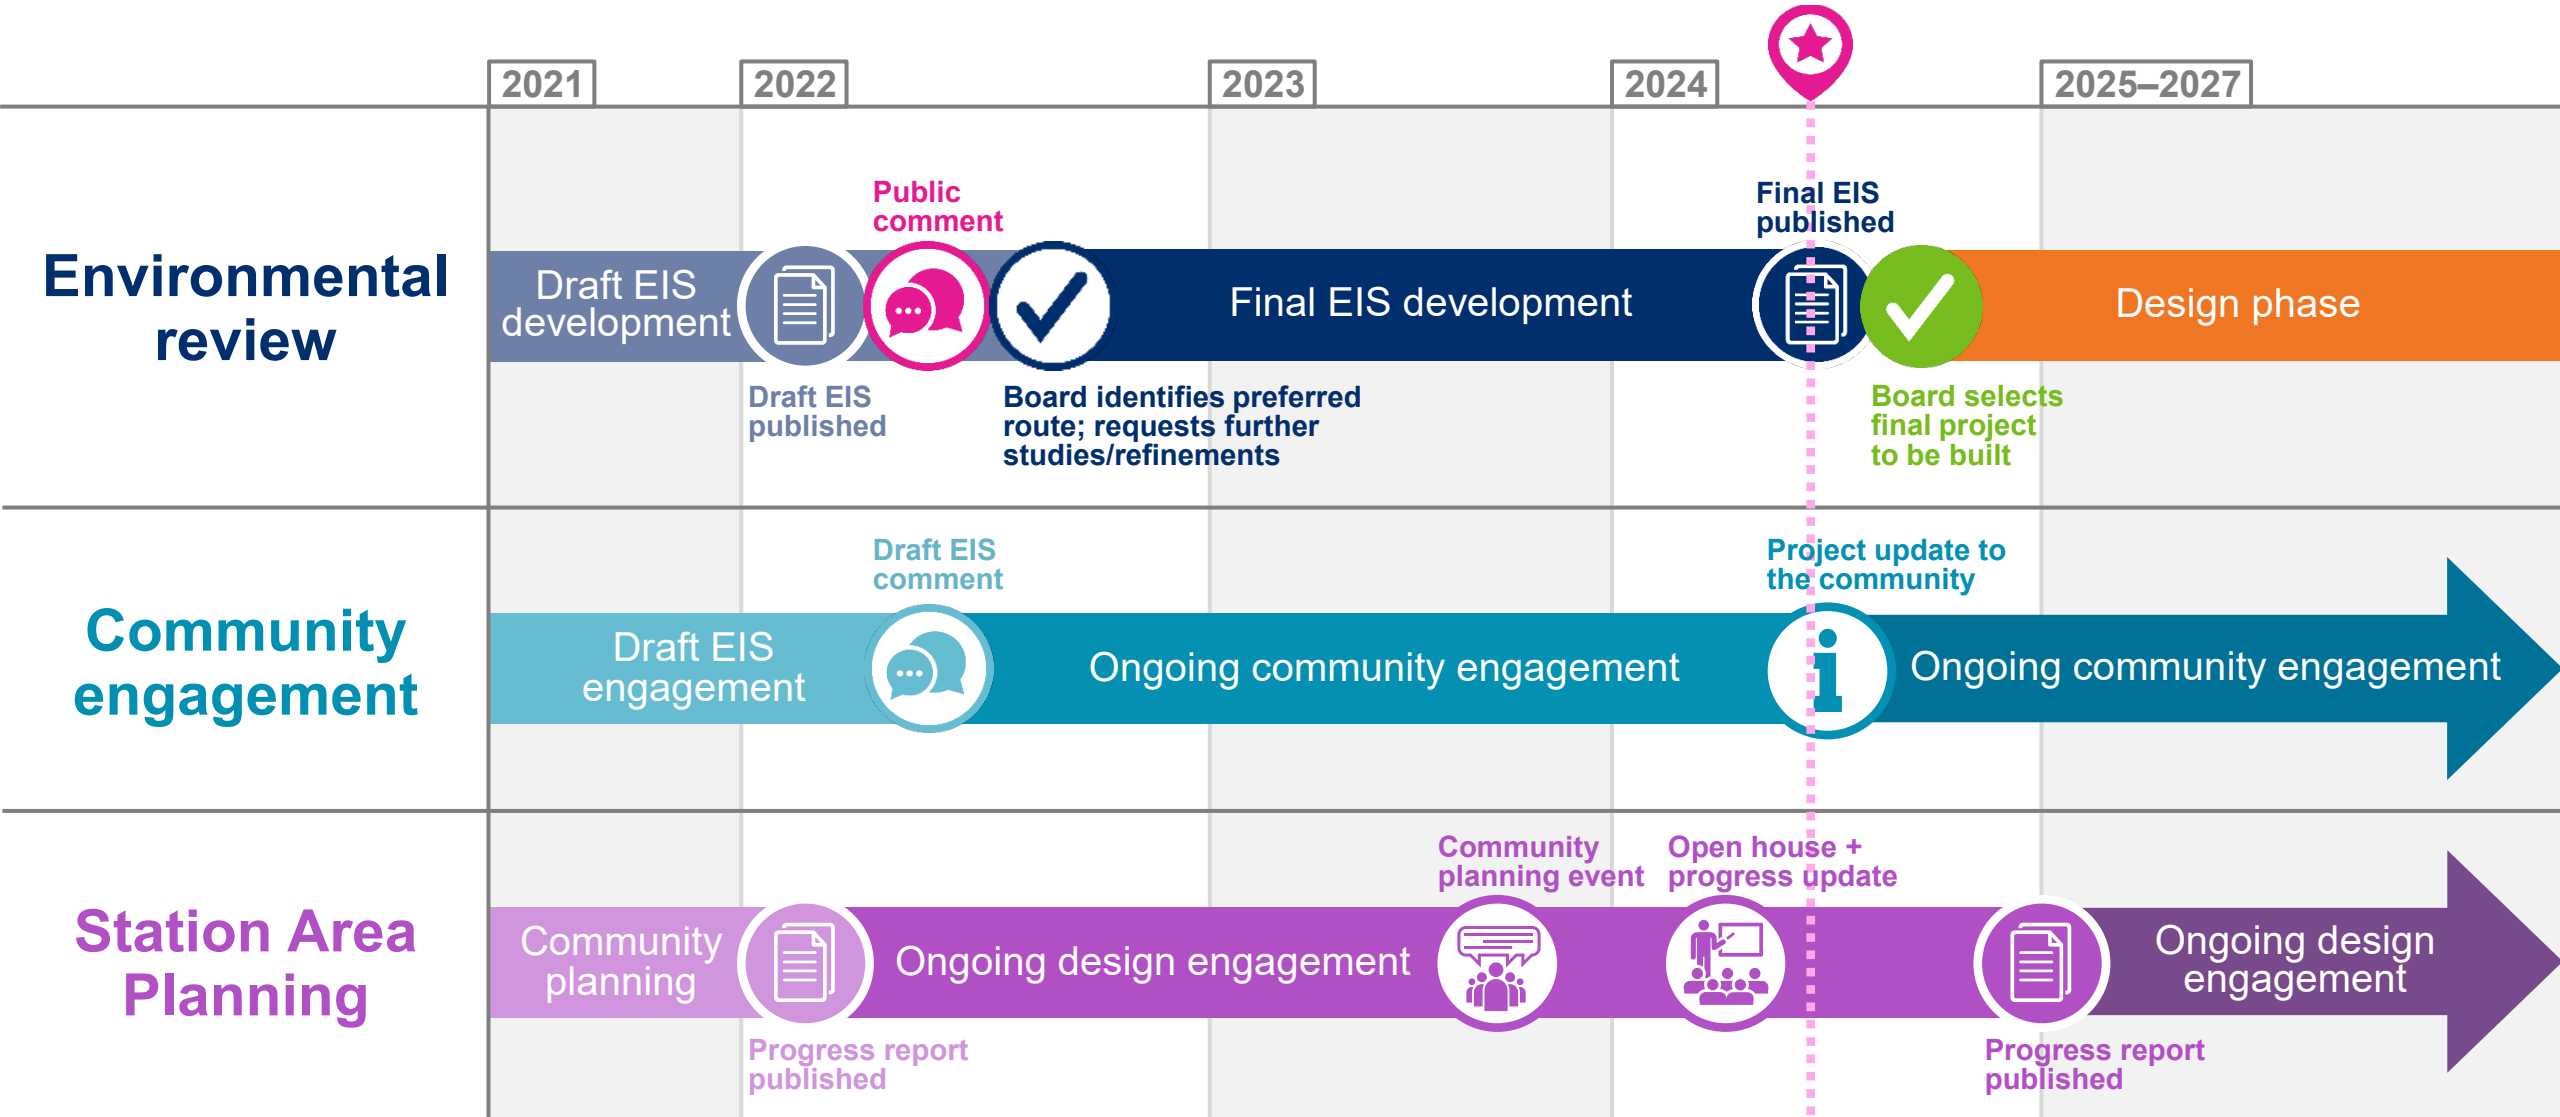 2021
2022
2023
2024
2025–2027
Environmental
review
Public
comment
Final EIS
published
Draft EIS
development
Final EIS development
Design phase
Draft EIS
published
Board identifies preferred
route; requests further
studies/refinements
Board selects
final project
to be built
Community
engagement
Draft EIS
comment
Project update to
the community
Draft EIS
engagement
Ongoing community engagement
Ongoing community engagement
Station Area
Planning
Community
planning event
Open house +
progress update
Community
planning
Ongoing design engagement
Ongoing design
engagement
Progress report
published
Progress report
published